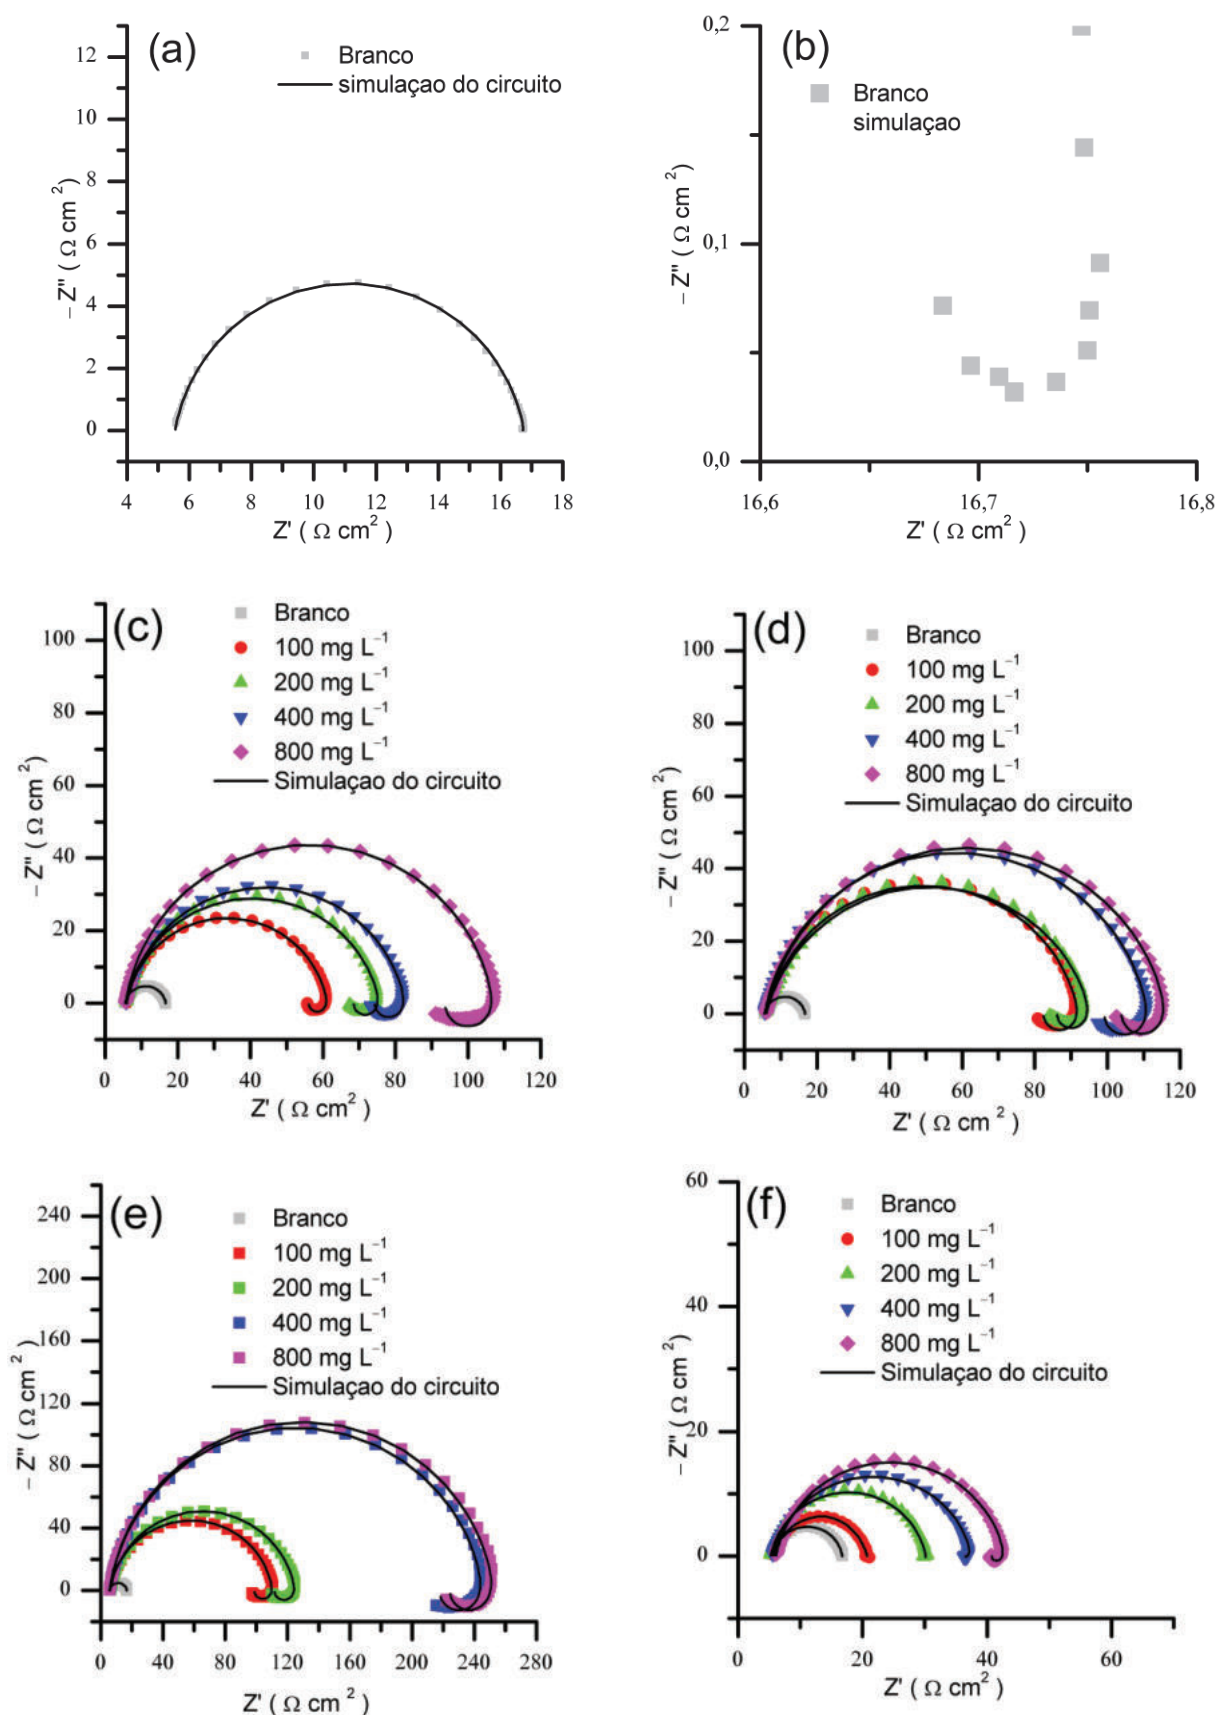 (a)
Branco
simulaçao do circuito
12
10
8
6
4
2
0
− Z'' ( Ω cm ²)
4 6 8 10 12 14 16 18
Z' ( Ω cm²)
(b)
Branco
simulaçao
0,2
0,1
0,0
− Z'' ( Ω cm ²)
16,6 16,7 16,8
Z' ( Ω cm²)
(c)
Branco
100 mg L⁻¹
200 mg L⁻¹
400 mg L⁻¹
800 mg L⁻¹
Simulaçao do circuito
100
80
60
40
20
0
− Z'' ( Ω cm ²)
0 20 40 60 80 100 120
Z' ( Ω cm ²)
(d)
Branco
100 mg L⁻¹
200 mg L⁻¹
400 mg L⁻¹
800 mg L⁻¹
Simulaçao do circuito
100
80
60
40
20
0
− Z'' ( Ω cm ²)
0 20 40 60 80 100 120
Z' ( Ω cm ²)
(e)
Branco
100 mg L⁻¹
200 mg L⁻¹
400 mg L⁻¹
800 mg L⁻¹
Simulaçao do circuito
240
200
160
120
80
40
0
− Z'' ( Ω cm ²)
0 40 80 120 160 200 240 280
Z' ( Ω cm ²)
(f)
Branco
100 mg L⁻¹
200 mg L⁻¹
400 mg L⁻¹
800 mg L⁻¹
Simulaçao do circuito
60
40
20
0
− Z'' ( Ω cm ²)
0 20 40 60
Z' ( Ω cm²)